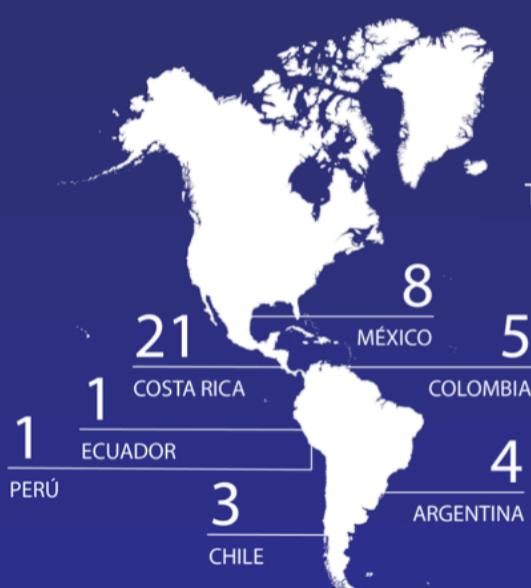 8
MÉXICO
21
COSTA RICA
5
COLOMBIA
1
ECUADOR
1
PERÚ
4
ARGENTINA
3
CHILE